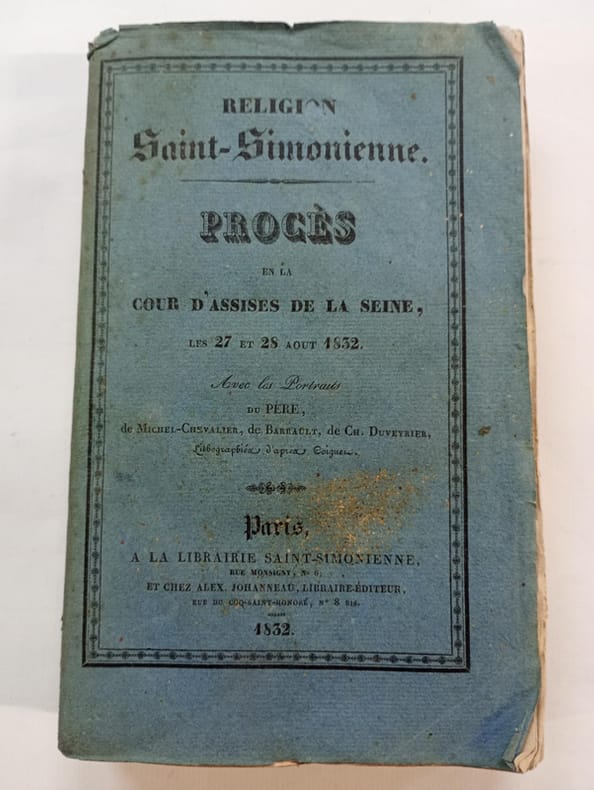 RELIGION
Saint-Simonienne.
PROCÈS
EN LA
COUR D'ASSISES DE LA SEINE,
LES 27 ET 28 AOUT 1832.
Avec les Portraits
DU PÈRE,
de MICHEL-CHEVALIER, de BARRAULT, de CH. DUVEYRIER,
Lithographiés d'après
Paris,
A LA LIBRAIRIE SAINT-SIMONIENNE,
RUE MONSIGNY, N° 6;
ET CHEZ ALEX. JOHANNEAU, LIBRAIRE-ÉDITEUR,
RUE DU COQ-SAINT-HONORÉ, N° 8 BIS.
1832.